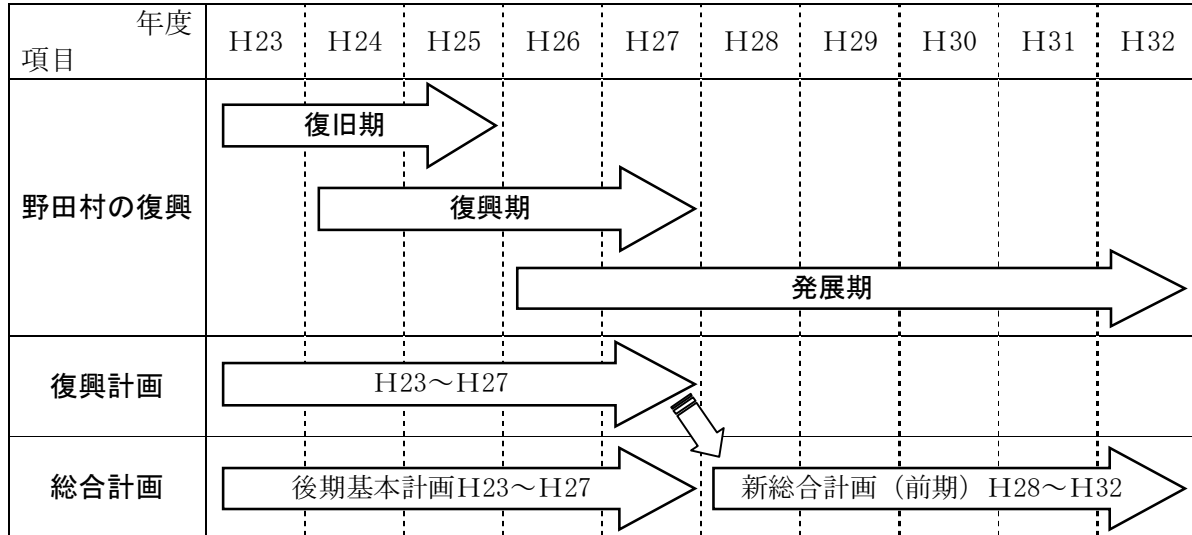 年度
項目
H23 H24 H25 H26 H27 H28 H29 H30 H31 H32
野田村の復興
復旧期
復興期
発展期
復興計画
H23~H27
総合計画
後期基本計画H23~H27
新総合計画(前期)H28~H32